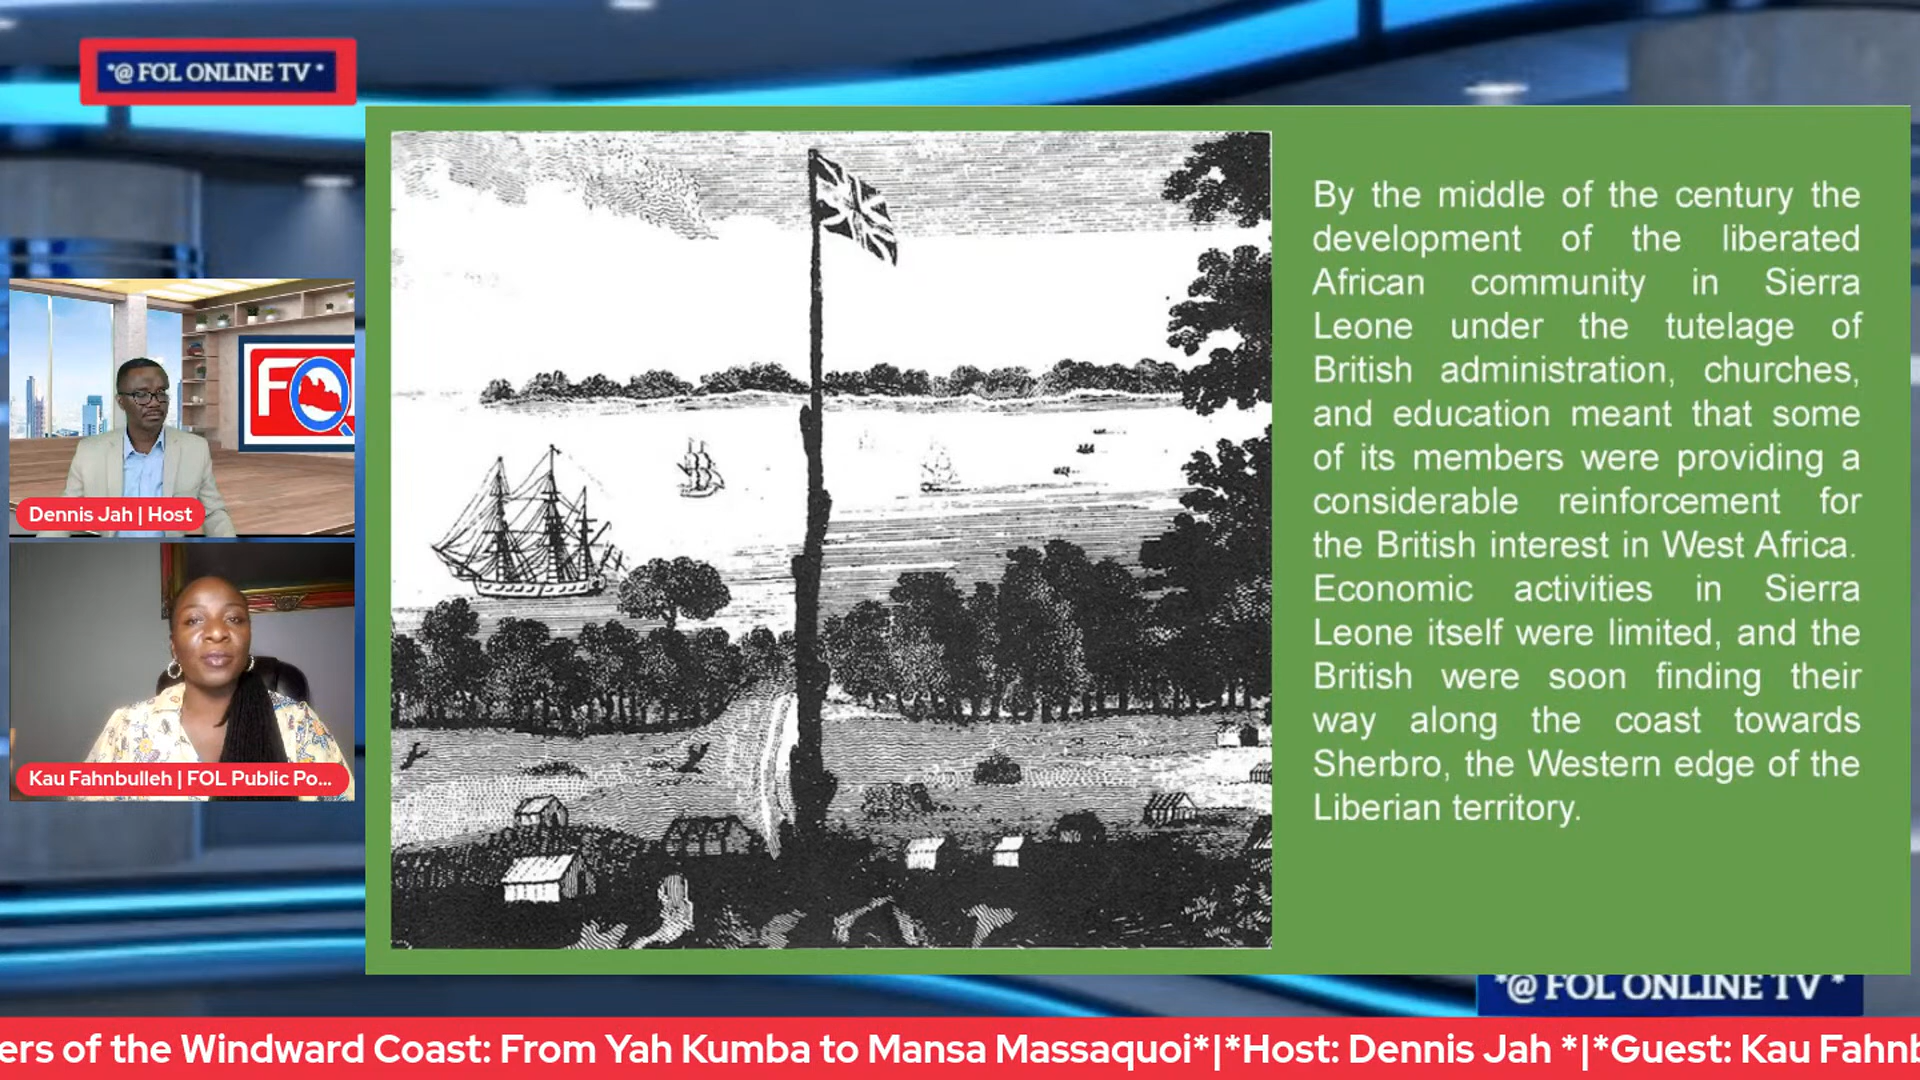 *@ FOL ONLINE TV *
By the middle of the century the
development of the liberated
African community in Sierra
Leone under the tutelage of
British administration, churches,
and education meant that some
of its members were providing a
considerable reinforcement for
the British interest in West Africa.
Economic activities in Sierra
Leone itself were limited, and the
British were soon finding their
way along the coast towards
Sherbro, the Western edge of the
Liberian territory.
Dennis Jah | Host
Kau Fahnbulleh | FOL Public Po...
*@ FOL ONLINE TV *
of the Windward Coast: From Yah Kumba to Mansa Massaquoi*|*Host: Dennis Jah *|*Guest: Kau